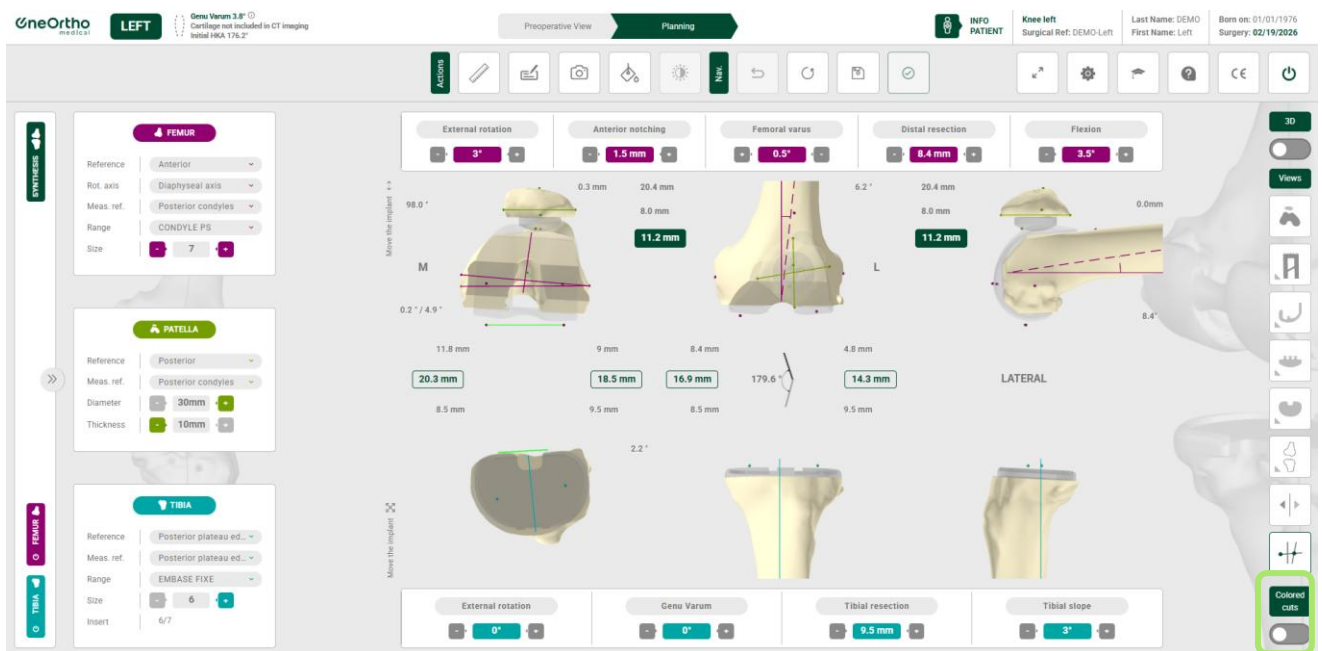 OneOrtho
medical
LEFT
Genu Varum 3.8°
Cartilage not included in CT imaging
Initial HKA 176.2°
Preoperative View
Planning
INFO
PATIENT
Knee left
Surgical Ref: DEMO-Left
Last Name: DEMO
First Name: Left
Born on: 01/01/1976
Surgery: 02/19/2026
Actions
Nav.
CE
SYNTHESIS
FEMUR
Reference Anterior
Rot. axis Diaphyseal axis
Meas. ref. Posterior condyles
Range CONDYLE PS
Size - 7 +
PATELLA
Reference Posterior
Meas. ref. Posterior condyles
Diameter - 30mm +
Thickness - 10mm +
TIBIA
Reference Posterior plateau ed...
Meas. ref. Posterior plateau ed...
Range EMBASE FIXE
Size - 6 +
Insert 6/7
FEMUR
TIBIA
External rotation
- 3° +
Anterior notching
- 1.5 mm +
Femoral varus
+ 0.5° -
Distal resection
- 8.4 mm +
Flexion
- 3.5° +
Move the implant
98.0 °
0.3 mm
20.4 mm
8.0 mm
11.2 mm
6.2 °
20.4 mm
8.0 mm
11.2 mm
0.0mm
M
L
0.2 ° / 4.9 °
8.4°
11.8 mm
9 mm
8.4 mm
4.8 mm
20.3 mm
18.5 mm
16.9 mm
179.6 °
14.3 mm
LATERAL
8.5 mm
9.5 mm
8.5 mm
9.5 mm
2.2 °
Move the implant
External rotation
- 0° +
Genu Varum
- 0° +
Tibial resection
- 9.5 mm +
Tibial slope
- 3° +
3D
Views
Colored
cuts